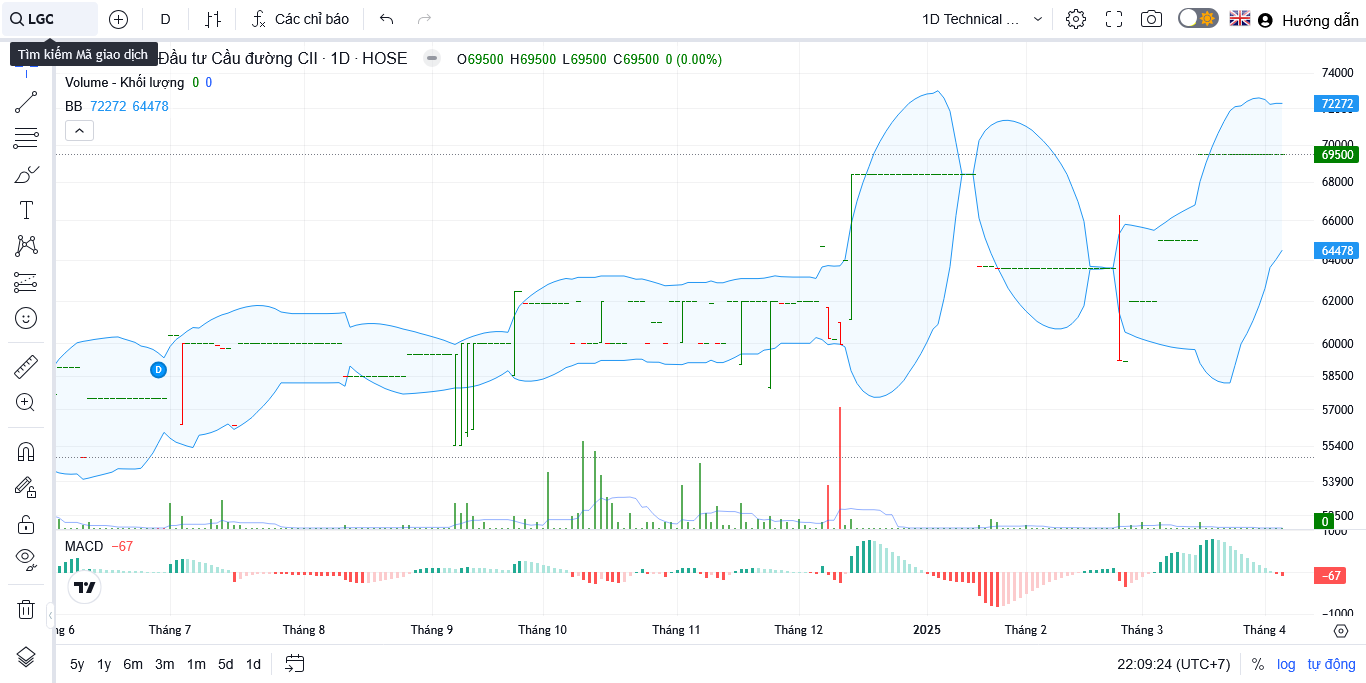 LGC
D
Các chỉ báo
1D Technical ...
Hướng dẫn
Tìm kiếm Mã giao dịch
Đầu tư Cầu đường CII · 1D · HOSE
O69500 H69500 L69500 C69500 0 (0.00%)
Volume - Khối lượng 0 0
BB 72272 64478
74000
72272
70000
69500
68000
66000
64478
64000
62000
60000
58500
57000
55400
53900
0
D
MACD −67
1000
−67
−1000
ng 6
Tháng 7
Tháng 8
Tháng 9
Tháng 10
Tháng 11
Tháng 12
2025
Tháng 2
Tháng 3
Tháng 4
5y 1y 6m 3m 1m 5d 1d
22:09:24 (UTC+7)
% log tự động